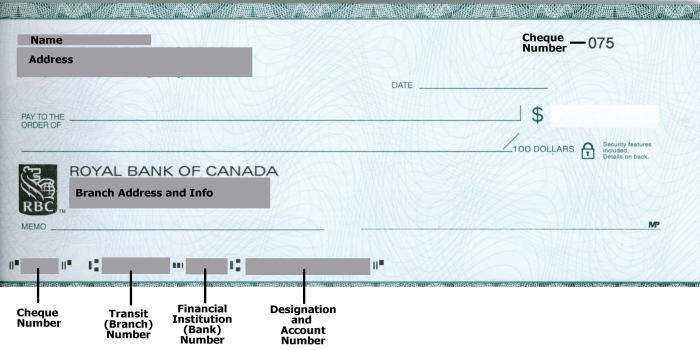 Name
Address
Cheque
Number
075
DATE
PAY TO THE
ORDER OF
$
100 DOLLARS
Security features
included.
Details on back.
ROYAL BANK OF CANADA
Branch Address and Info
RBC
TM
MEMO
MP
Cheque
Number
Transit
(Branch)
Number
Financial
Institution
(Bank)
Number
Designation
and
Account
Number